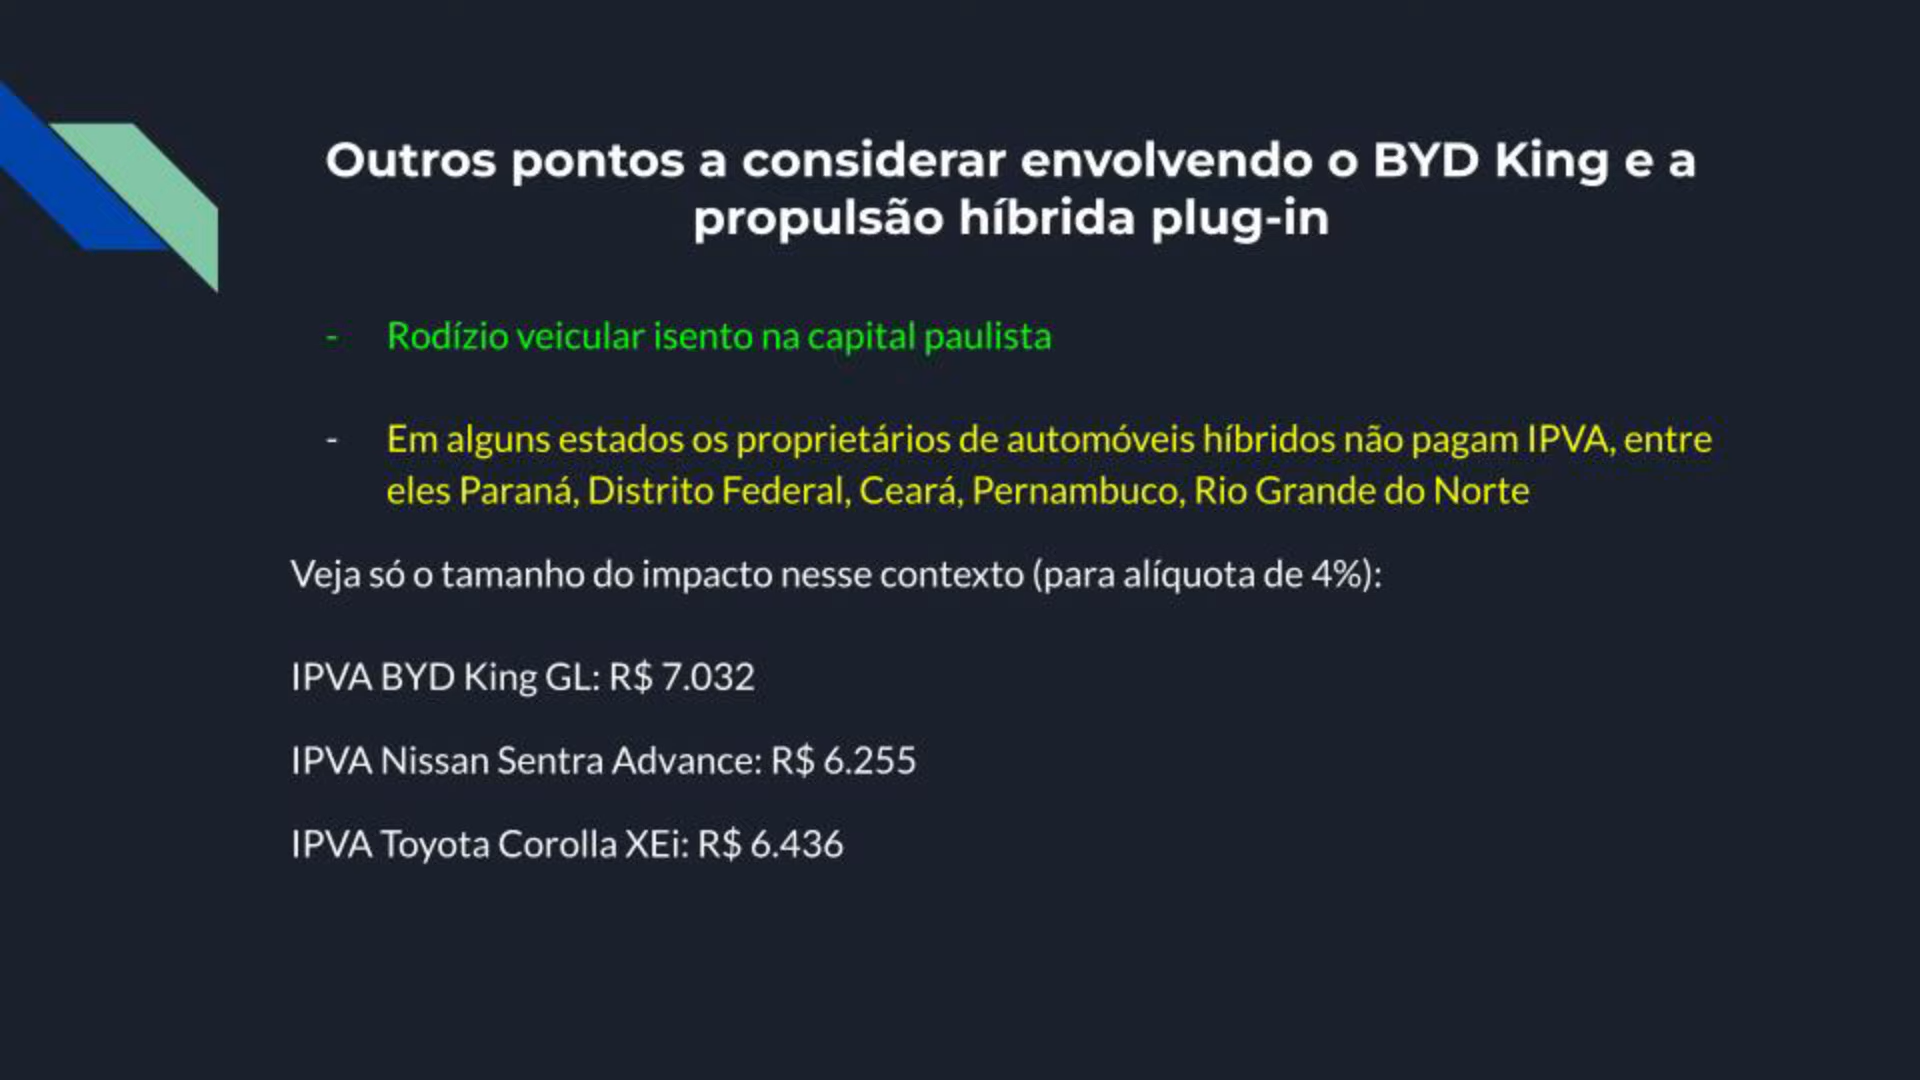 Outros pontos a considerar envolvendo o BYD King e a
propulsão híbrida plug-in
- Rodízio veicular isento na capital paulista
- Em alguns estados os proprietários de automóveis híbridos não pagam IPVA, entre
eles Paraná, Distrito Federal, Ceará, Pernambuco, Rio Grande do Norte
Veja só o tamanho do impacto nesse contexto (para alíquota de 4%):
IPVA BYD King GL: R$ 7.032
IPVA Nissan Sentra Advance: R$ 6.255
IPVA Toyota Corolla XEi: R$ 6.436